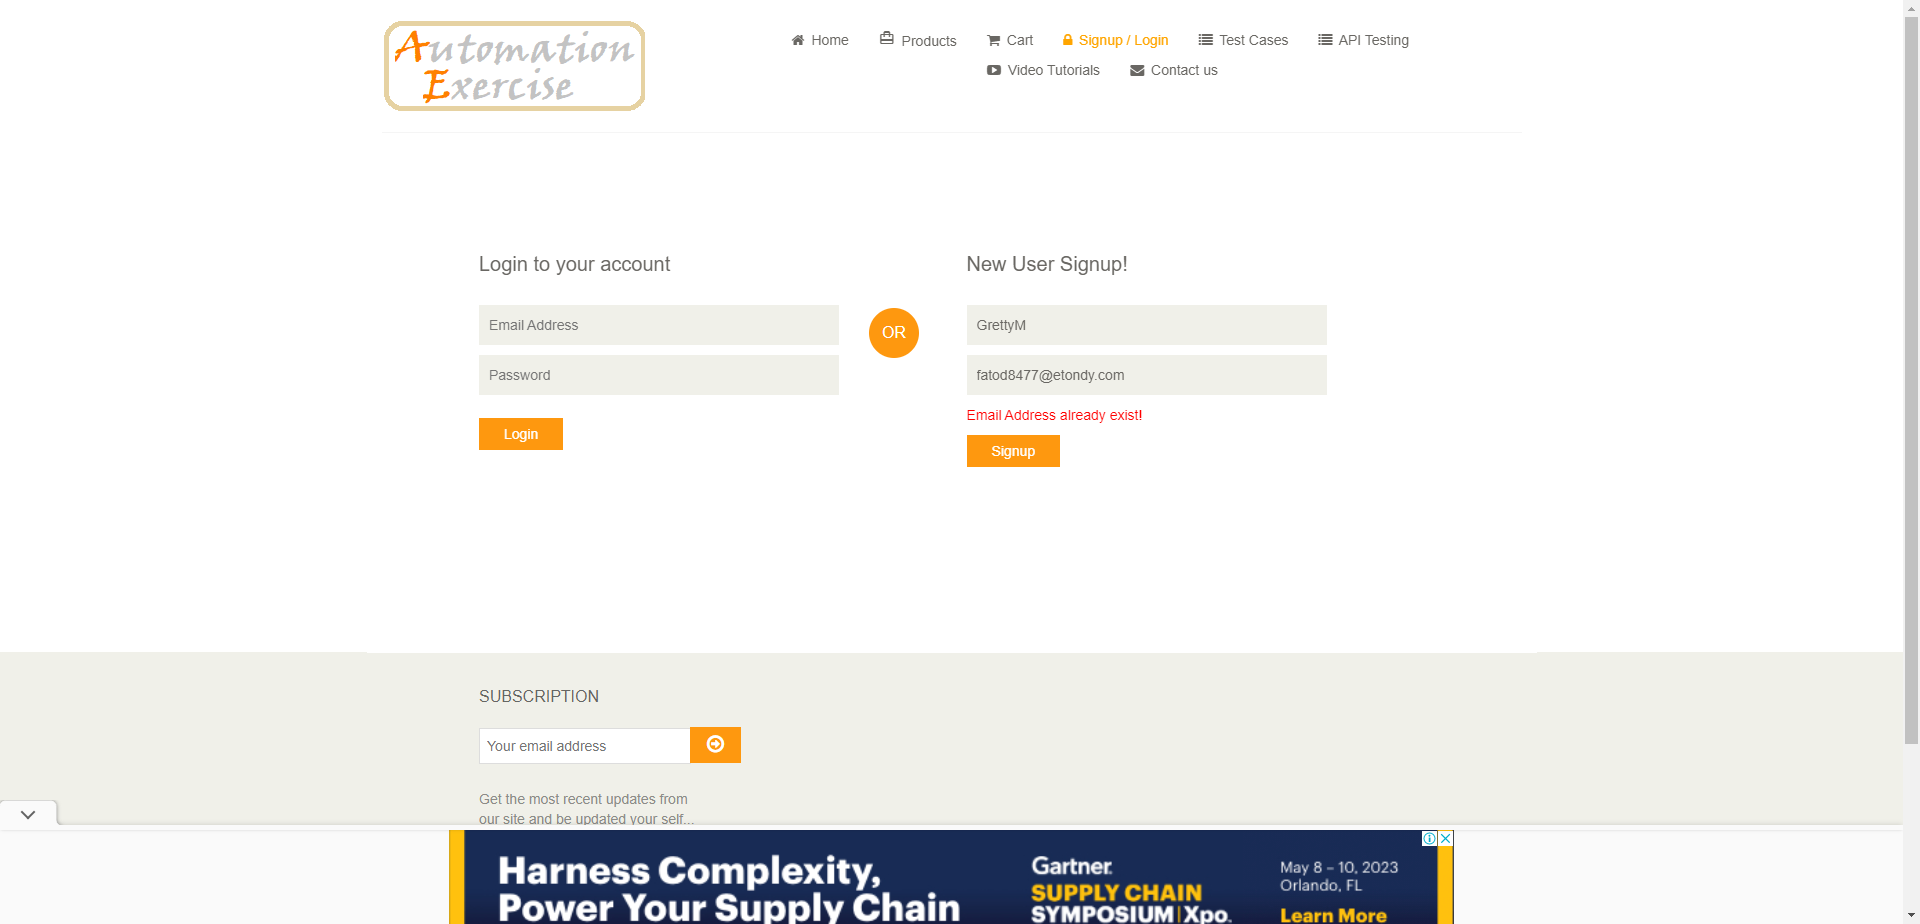 Automation
Exercise
Home
Products
Cart
Signup / Login
Test Cases
API Testing
Video Tutorials
Contact us
Login to your account
Email Address
Password
Login
OR
New User Signup!
GrettyM
fatod8477@etondy.com
Email Address already exist!
Signup
SUBSCRIPTION
Your email address
Get the most recent updates from
our site and be updated your self...
Harness Complexity,
Power Your Supply Chain
Gartner
SUPPLY CHAIN
SYMPOSIUM | Xpo
May 8 – 10, 2023
Orlando, FL
Learn More